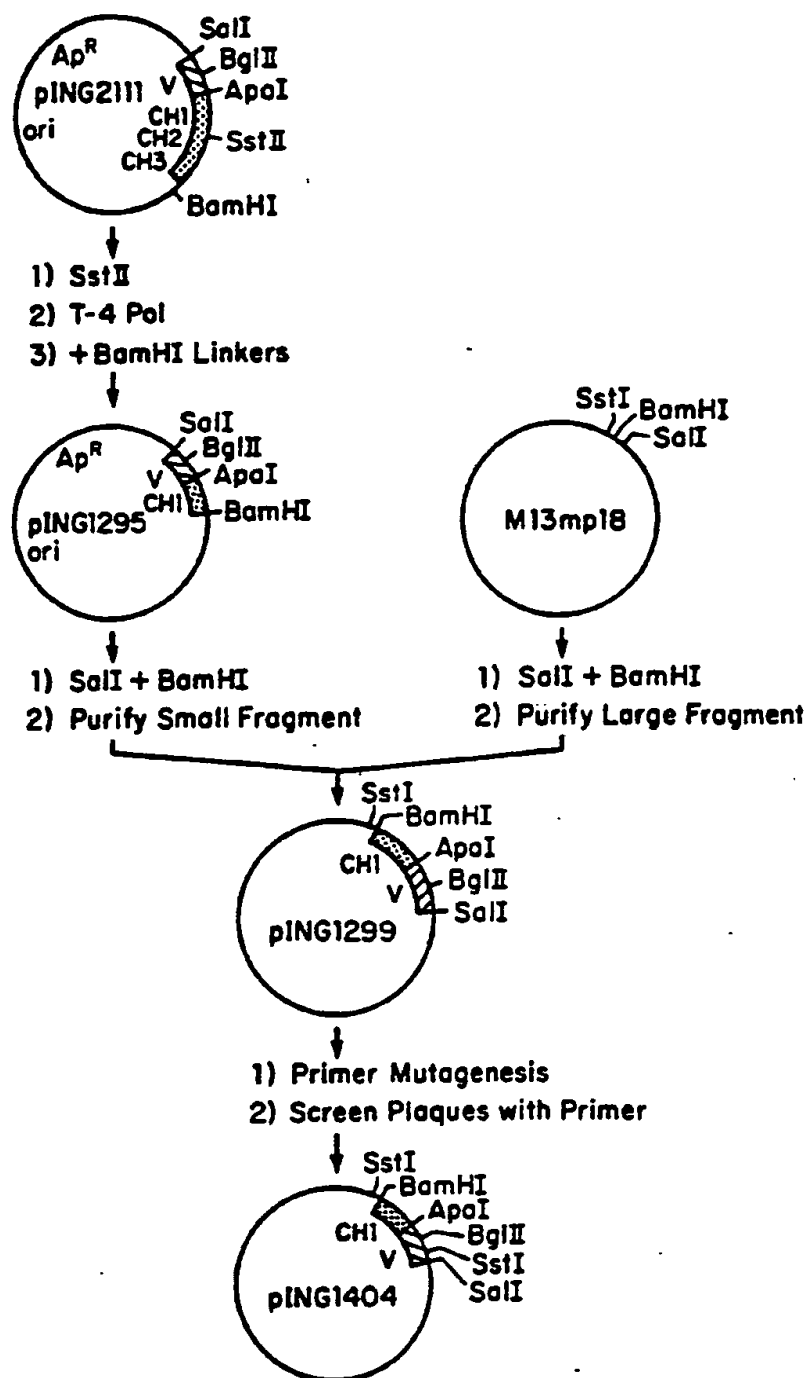 SalI
BglII
ApaI
SstII
BamHI
ApR
pING2111
ori
V
CH1
CH2
CH3
1) SstII
2) T-4 Pol
3) +BamHI Linkers
SalI
BglII
ApaI
BamHI
ApR
V
CH1
pING1295
ori
SstI
BamHI
SalI
M13mp18
1) SalI + BamHI
2) Purify Small Fragment
1) SalI + BamHI
2) Purify Large Fragment
SstI
BamHI
ApaI
BglII
SalI
CH1
V
pING1299
1) Primer Mutagenesis
2) Screen Plaques with Primer
SstI
BamHI
ApaI
BglII
SstI
SalI
CH1
V
pING1404